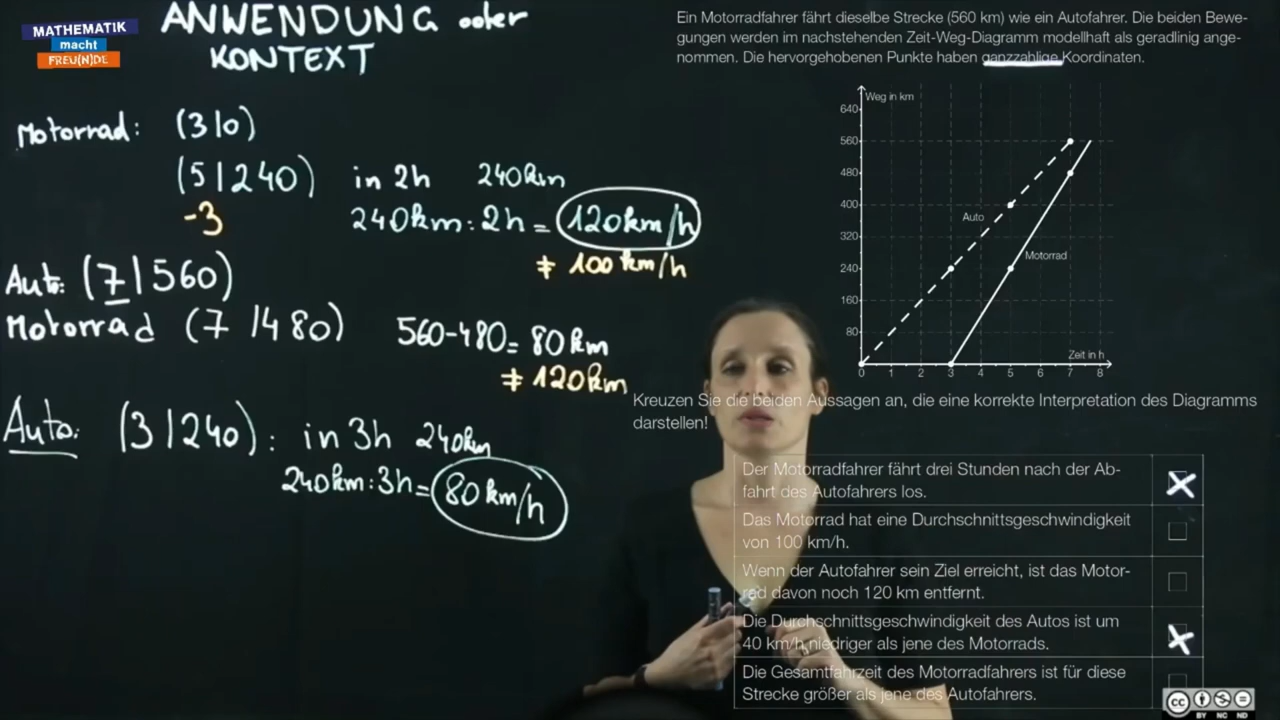 MATHEMATIK
macht
FREU(N)DE
ANWENDUNG oder
KONTEXT
Motorrad: (3|0)
(5|240) in 2h 240km
-3 240km:2h = 120km/h
≠ 100 km/h
Auto: (7|560)
Motorrad (7|480) 560-480= 80km
≠ 120km
Auto: (3|240): in 3h 240km
240km:3h= 80km/h
Ein Motorradfahrer fährt dieselbe Strecke (560 km) wie ein Autofahrer. Die beiden Bewe-
gungen werden im nachstehenden Zeit-Weg-Diagramm modellhaft als geradlinig ange-
nommen. Die hervorgehobenen Punkte haben ganzzahlige Koordinaten.
Weg in km
640
560
480
400
Auto
320
Motorrad
240
160
80
Zeit in h
0 1 2 3 4 5 6 7 8
Kreuzen Sie die beiden Aussagen an, die eine korrekte Interpretation des Diagramms
darstellen!
Der Motorradfahrer fährt drei Stunden nach der Ab-
fahrt des Autofahrers los.
Das Motorrad hat eine Durchschnittsgeschwindigkeit
von 100 km/h.
Wenn der Autofahrer sein Ziel erreicht, ist das Motor-
rad davon noch 120 km entfernt.
Die Durchschnittsgeschwindigkeit des Autos ist um
40 km/h niedriger als jene des Motorrads.
Die Gesamtfahrzeit des Motorradfahrers ist für diese
Strecke größer als jene des Autofahrers.
cc
BY NC ND